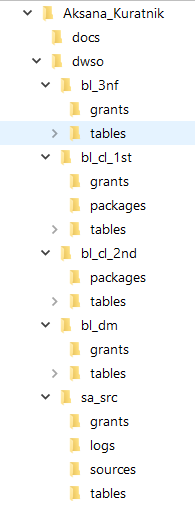 Aksana_Kuratnik
docs
dwso
bl_3nf
grants
tables
bl_cl_1st
grants
packages
tables
bl_cl_2nd
packages
tables
bl_dm
grants
tables
sa_src
grants
logs
sources
tables